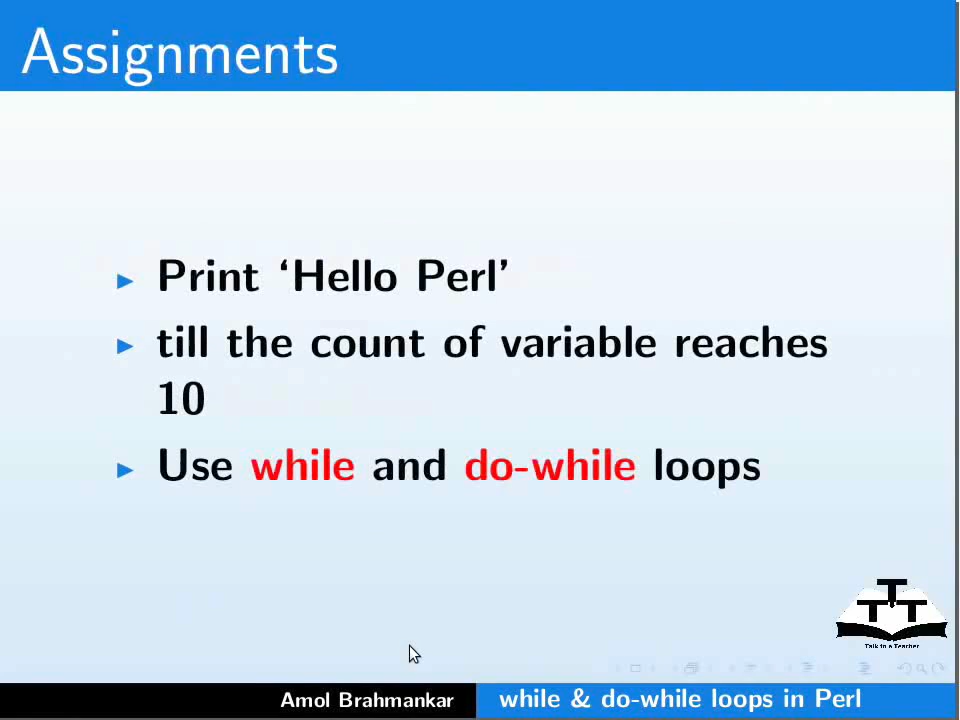 Assignments
Print ‘Hello Perl’
till the count of variable reaches
10
Use while and do-while loops
TTT
Talk to a Teacher
Amol Brahmankar
while & do-while loops in Perl